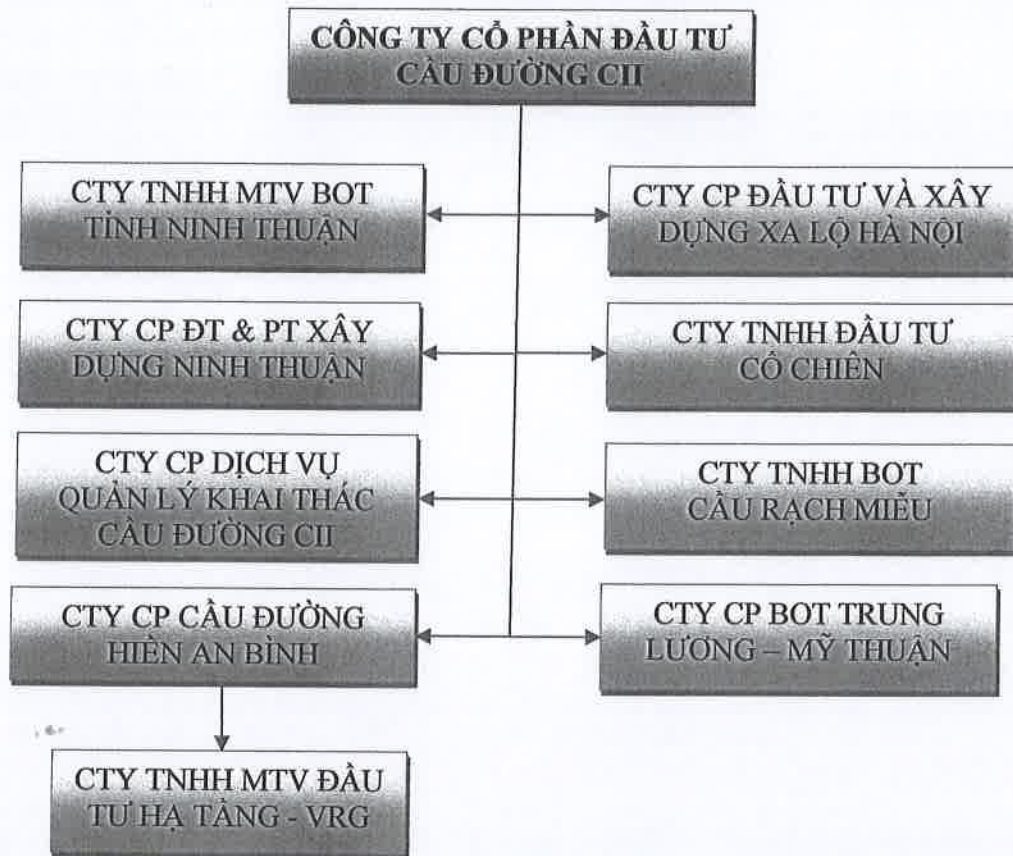 CÔNG TY CỔ PHẦN ĐẦU TƯ
CẦU ĐƯỜNG CII
CTY TNHH MTV BOT
TỈNH NINH THUẬN
CTY CP ĐẦU TƯ VÀ XÂY
DỰNG XA LỘ HÀ NỘI
CTY CP ĐT & PT XÂY
DỰNG NINH THUẬN
CTY TNHH ĐẦU TƯ
CỔ CHIÊN
CTY CP DỊCH VỤ
QUẢN LÝ KHAI THÁC
CẦU ĐƯỜNG CII
CTY TNHH BOT
CẦU RẠCH MIỄU
CTY CP CẦU ĐƯỜNG
HIỀN AN BÌNH
CTY CP BOT TRUNG
LƯƠNG – MỸ THUẬN
CTY TNHH MTV ĐẦU
TƯ HẠ TẦNG - VRG